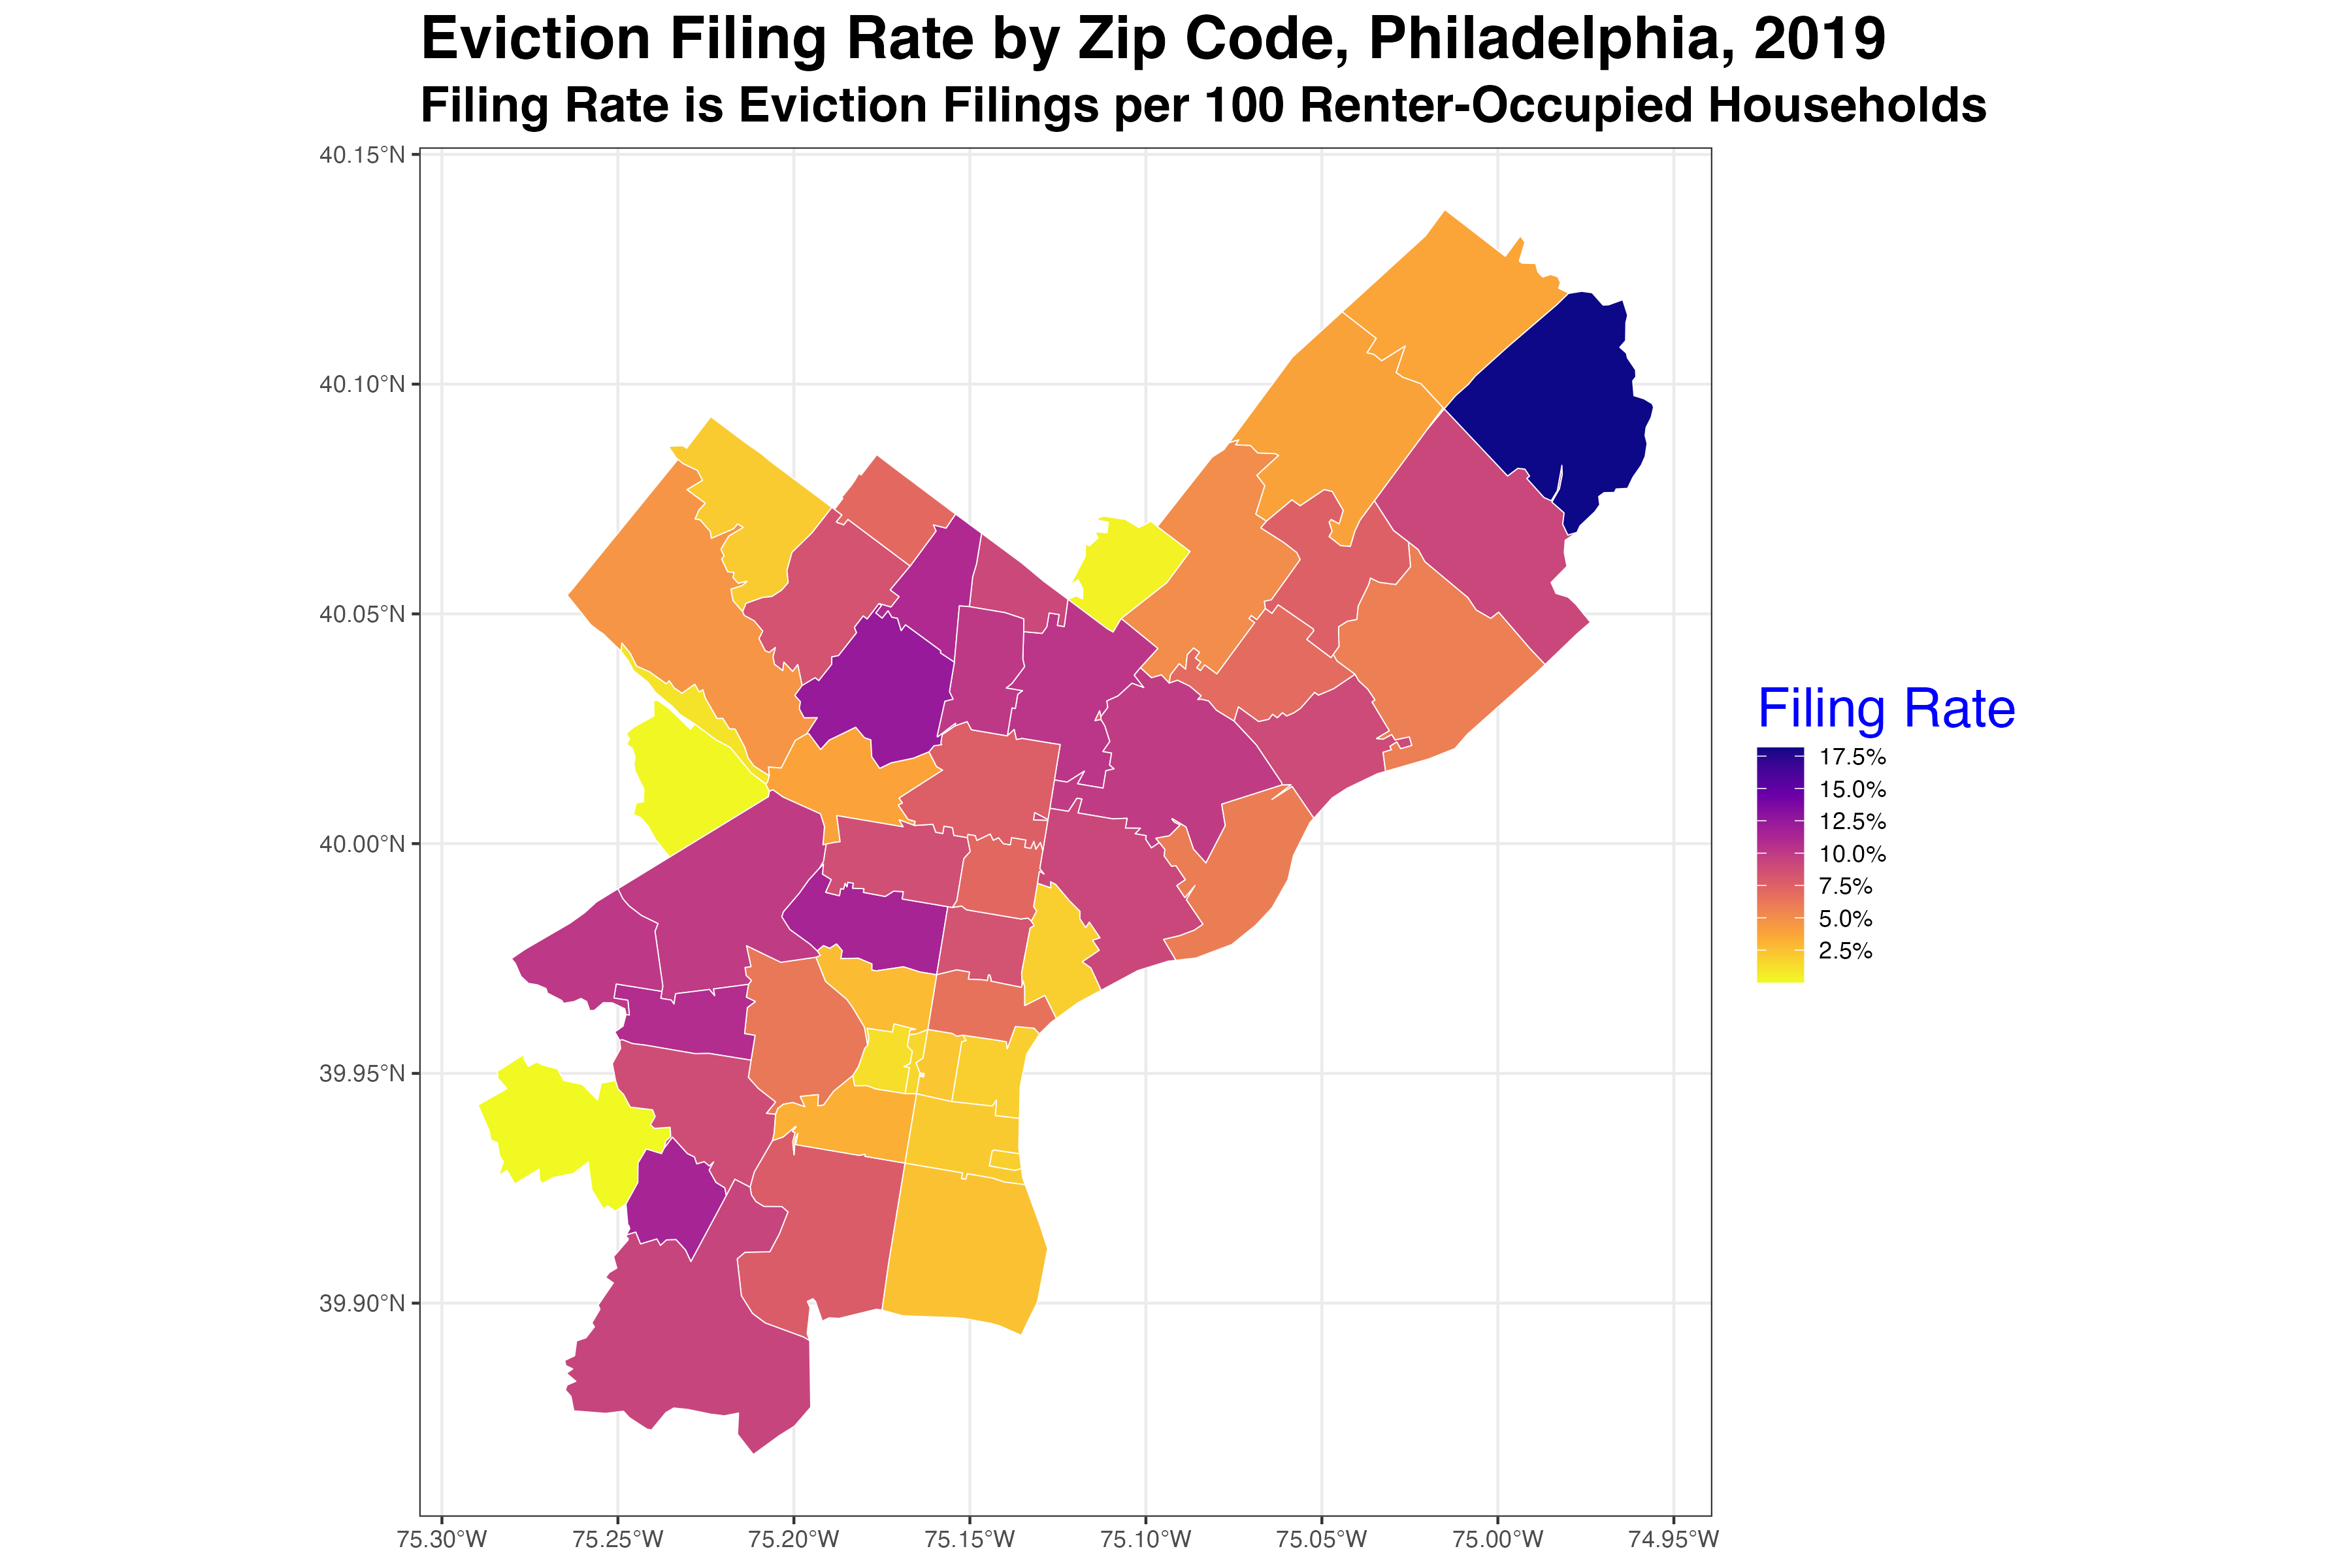 Eviction Filing Rate by Zip Code, Philadelphia, 2019
Filing Rate is Eviction Filings per 100 Renter-Occupied Households
40.15°N
40.10°N
40.05°N
40.00°N
39.95°N
39.90°N
75.30°W
75.25°W
75.20°W
75.15°W
75.10°W
75.05°W
75.00°W
74.95°W
Filing Rate
17.5%
15.0%
12.5%
10.0%
7.5%
5.0%
2.5%